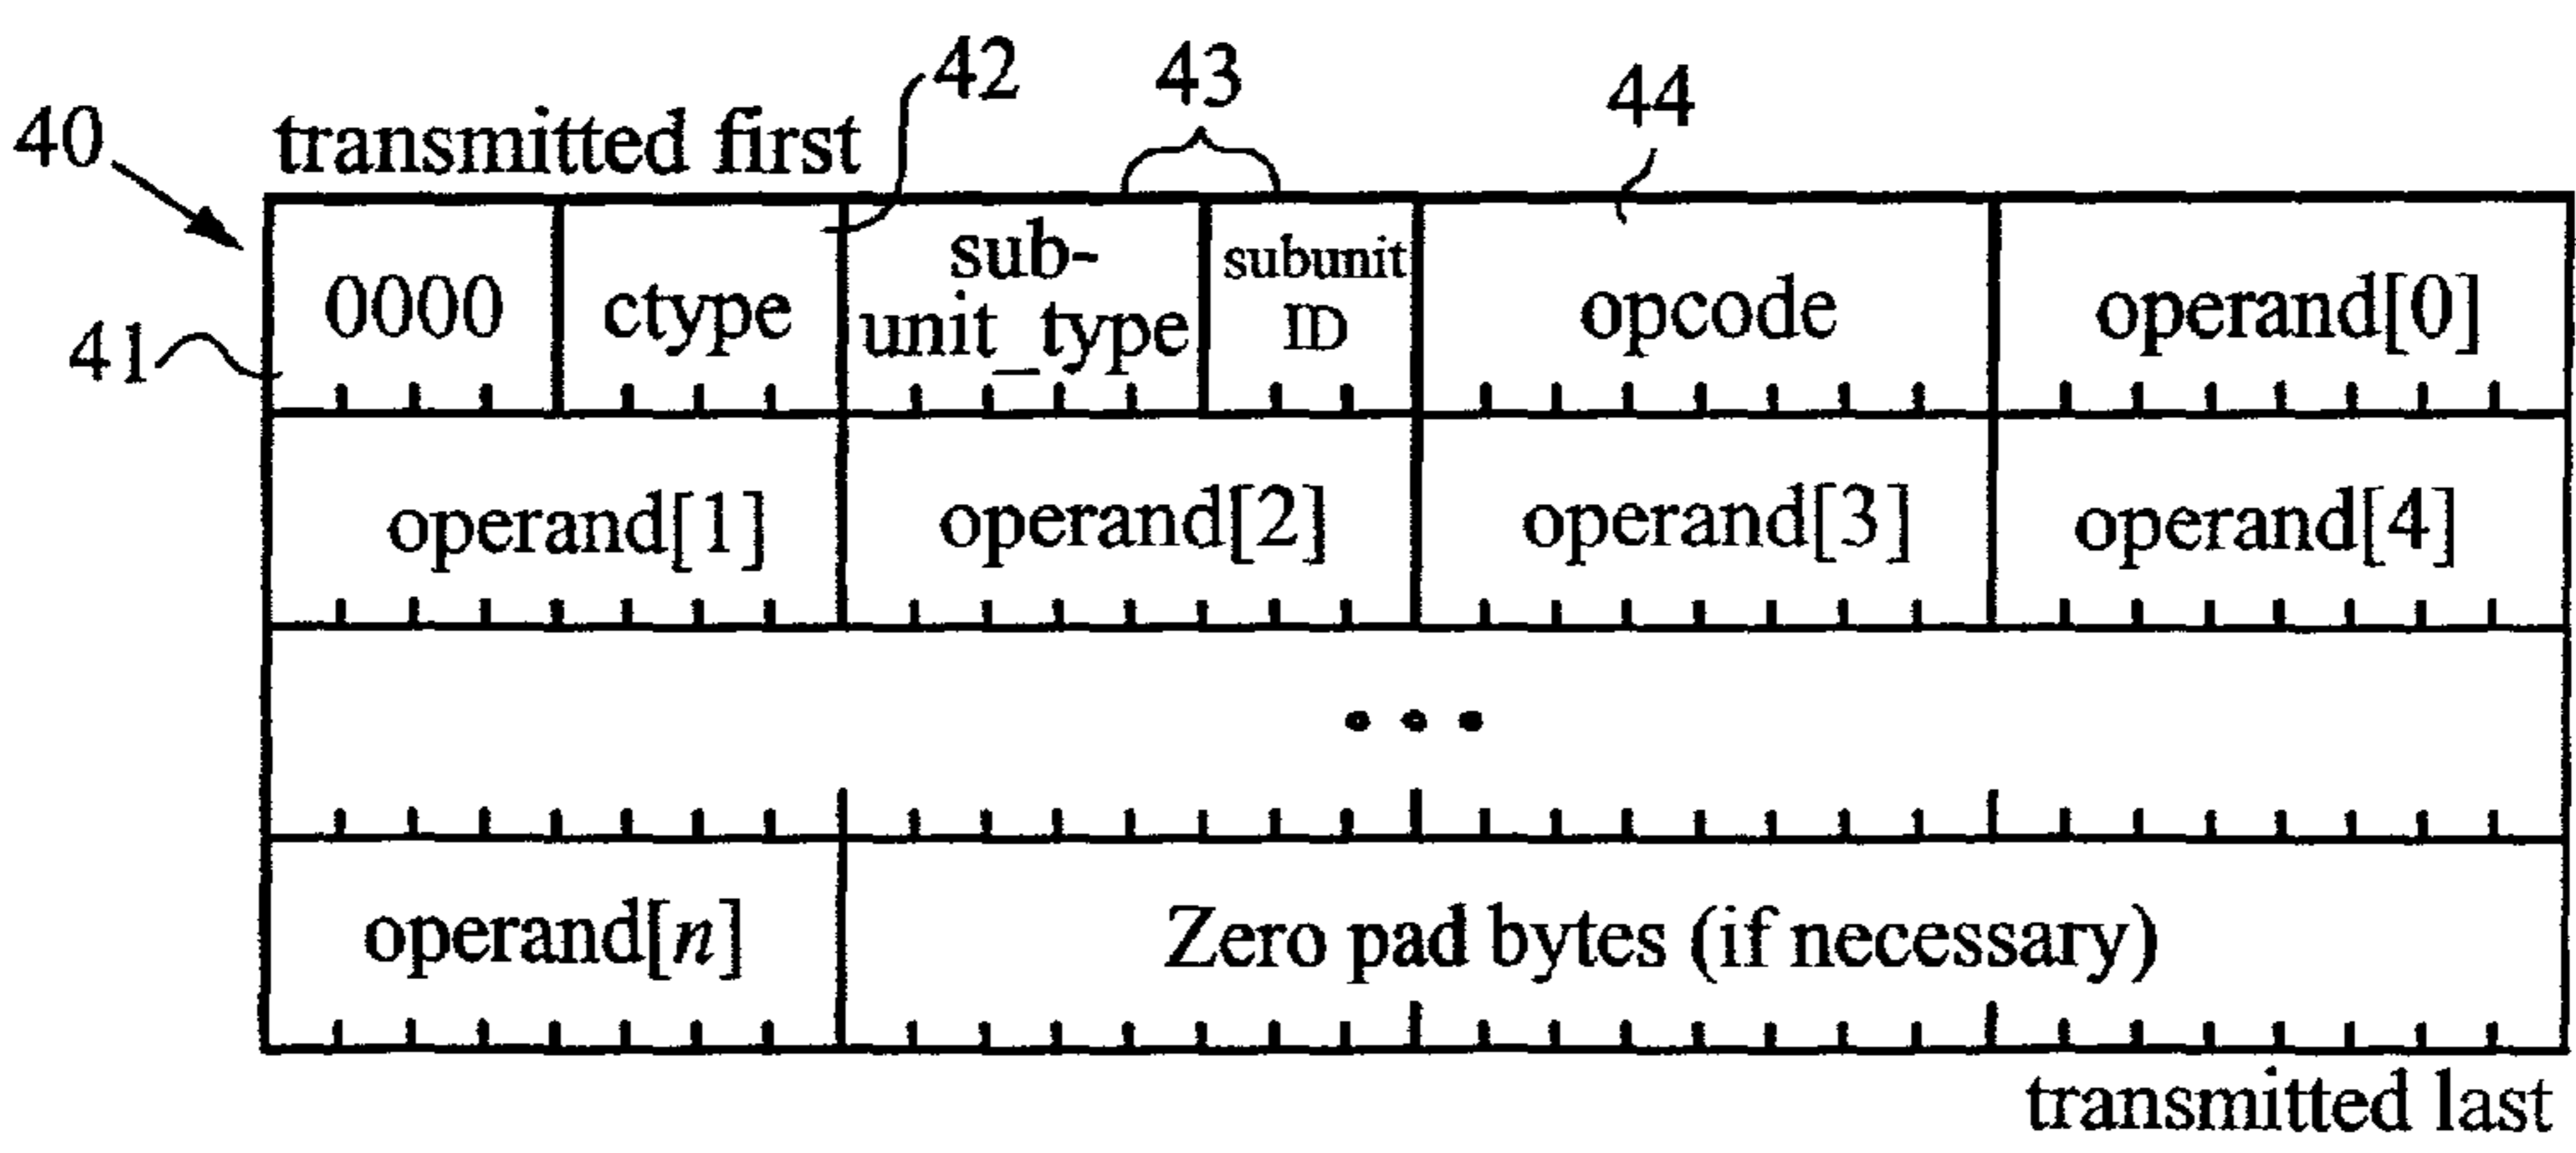 42 43 44
40 transmitted first
0000 ctype sub-unit_type subunit ID opcode operand[0]
41
operand[1] operand[2] operand[3] operand[4]
• • •
operand[n] Zero pad bytes (if necessary)
transmitted last